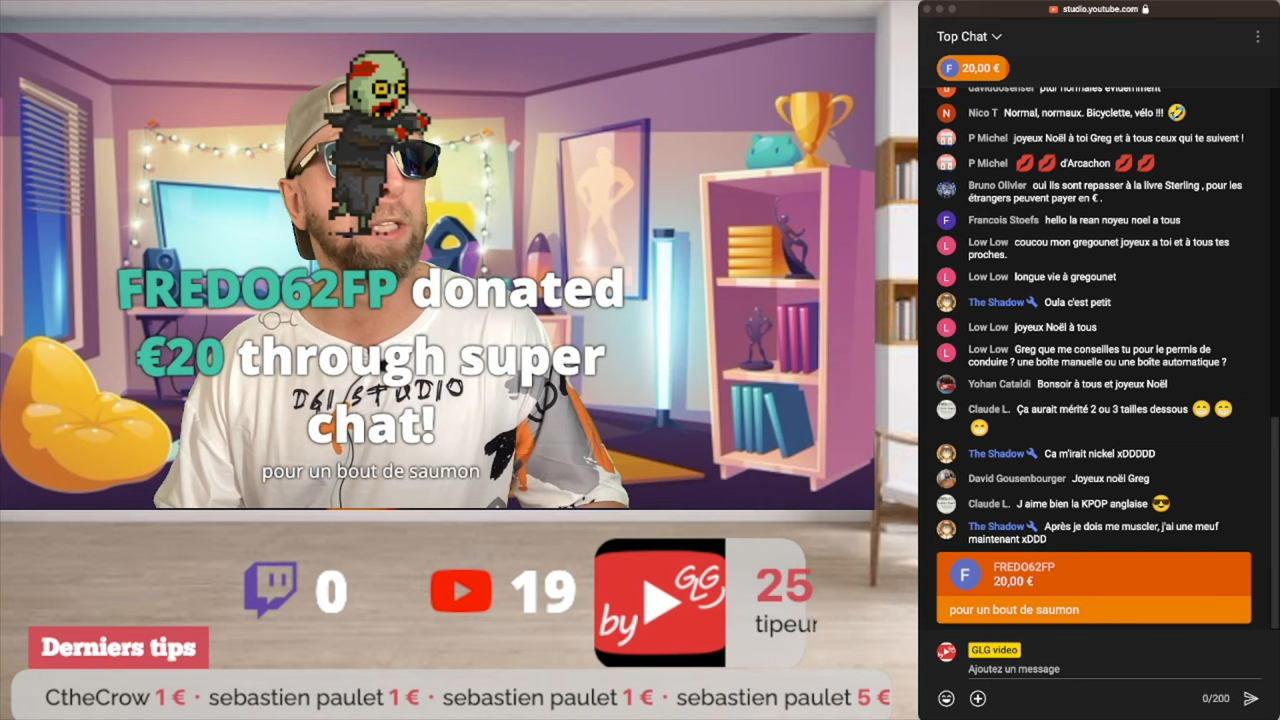 FREDO62FP donated
€20 through super
chat!
pour un bout de saumon
0
19
by GLG
25
tipeur
Derniers tips
CtheCrow 1 € · sebastien paulet 1 € · sebastien paulet 1 € · sebastien paulet 5 €
studio.youtube.com
Top Chat
F 20,00 €
Nico T Normal, normaux. Bicyclette, vélo !!!
P Michel joyeux Noël à toi Greg et à tous ceux qui te suivent !
P Michel d'Arcachon
Bruno Olivier oui Ils sont repasser à la livre Sterling , pour les
étrangers peuvent payer en € .
Francois Stoefs hello la rean noyeu noel a tous
Low Low coucou mon gregounet joyeux a toi et à tous tes
proches.
Low Low longue vie à gregounet
The Shadow Oula c'est petit
Low Low joyeux Noël à tous
Low Low Greg que me conseilles tu pour le permis de
conduire ? une boîte manuelle ou une boîte automatique ?
Yohan Cataldi Bonsoir à tous et joyeux Noël
Claude L. Ça aurait mérité 2 ou 3 tailles dessous
The Shadow Ca m'irait nickel xDDDDD
David Gousenbourger Joyeux noël Greg
Claude L. J aime bien la KPOP anglaise
The Shadow Après je dois me muscler, j'ai une meuf
maintenant xDDD
F FREDO62FP
20,00 €
pour un bout de saumon
GLG video
Ajoutez un message
0/200